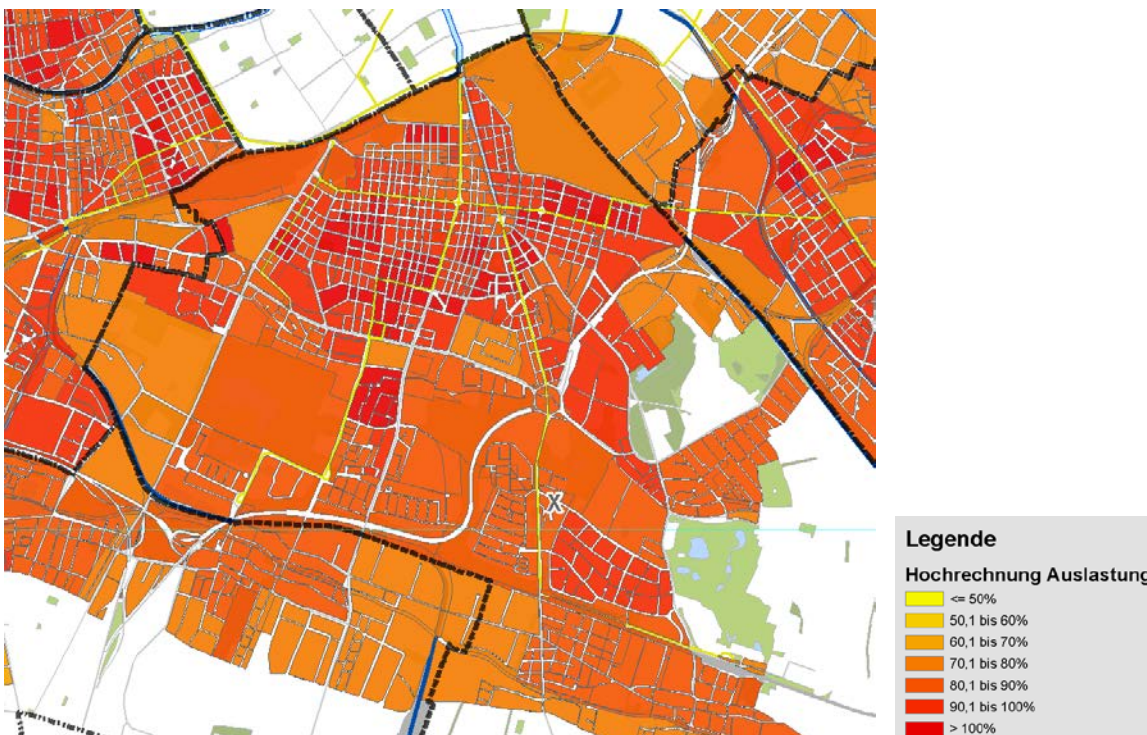 X
Legende
Hochrechnung Auslastung
<= 50%
50,1 bis 60%
60,1 bis 70%
70,1 bis 80%
80,1 bis 90%
90,1 bis 100%
> 100%